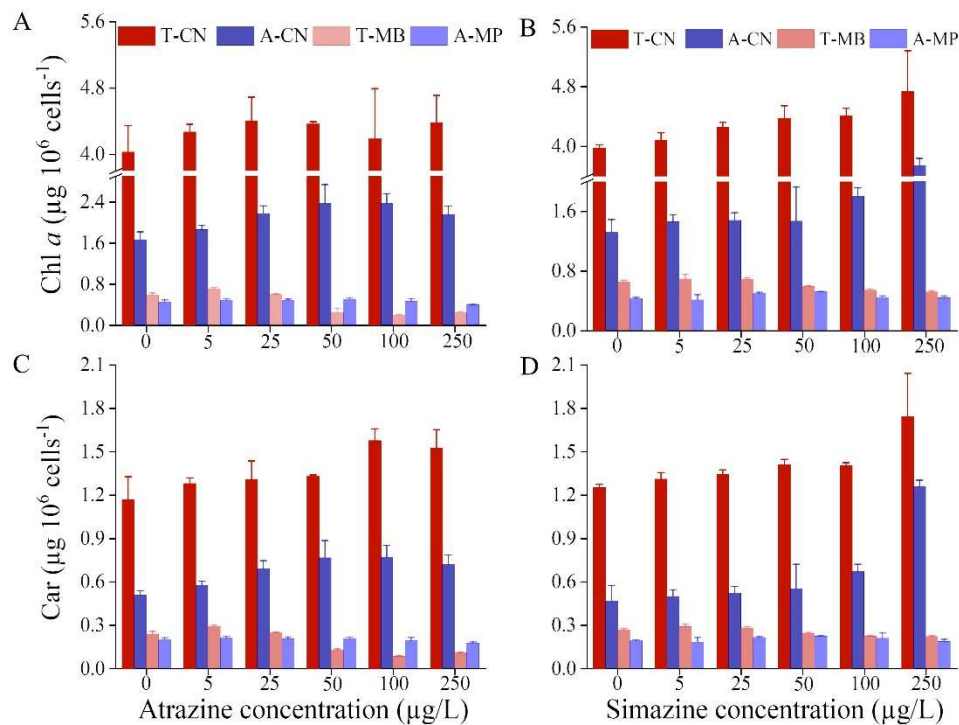 A
T-CN A-CN T-MB A-MP
Chl a (µg 10⁶ cells⁻¹)
5.6
4.8
4.0
2.4
1.6
0.8
0.0
0 5 25 50 100 250
B
T-CN A-CN T-MB A-MP
5.6
4.8
4.0
1.6
0.8
0.0
0 5 25 50 100 250
C
Car (µg 10⁶ cells⁻¹)
2.1
1.8
1.5
1.2
0.9
0.6
0.3
0.0
0 5 25 50 100 250
Atrazine concentration (µg/L)
D
2.1
1.8
1.5
1.2
0.9
0.6
0.3
0.0
0 5 25 50 100 250
Simazine concentration (µg/L)